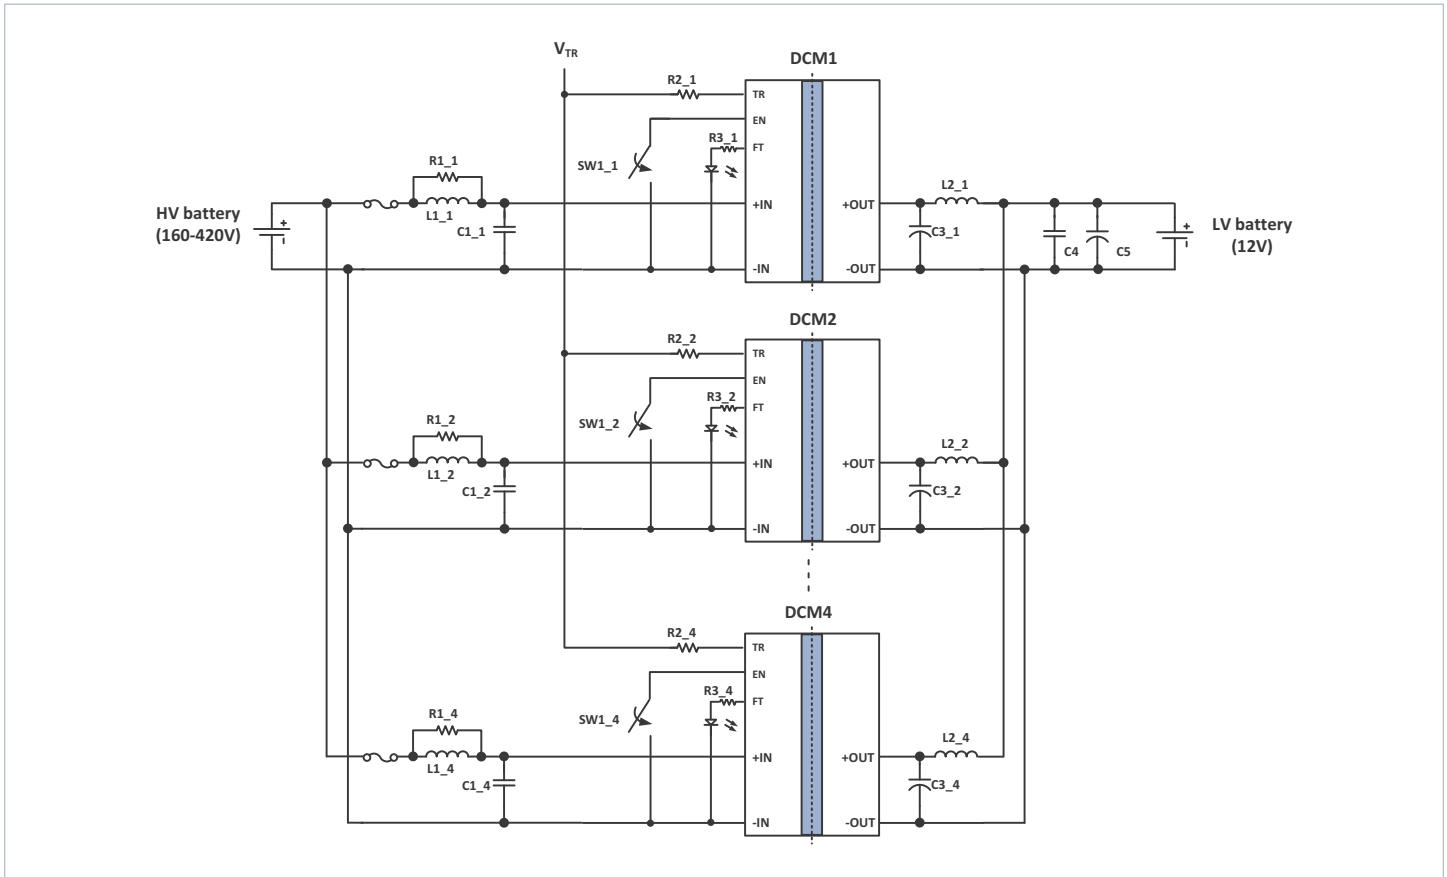 VTR
DCM1
R2_1
TR
EN
R3_1
FT
SW1_1
R1_1
L1_1
C1_1
HV battery
(160-420V)
+
+IN
-IN
+OUT
-OUT
L2_1
C3_1
C4
C5
+
LV battery
(12V)
DCM2
R2_2
TR
EN
R3_2
FT
SW1_2
R1_2
L1_2
C1_2
+IN
-IN
+OUT
-OUT
L2_2
C3_2
DCM4
R2_4
TR
EN
R3_4
FT
SW1_4
R1_4
L1_4
C1_4
+IN
-IN
+OUT
-OUT
L2_4
C3_4